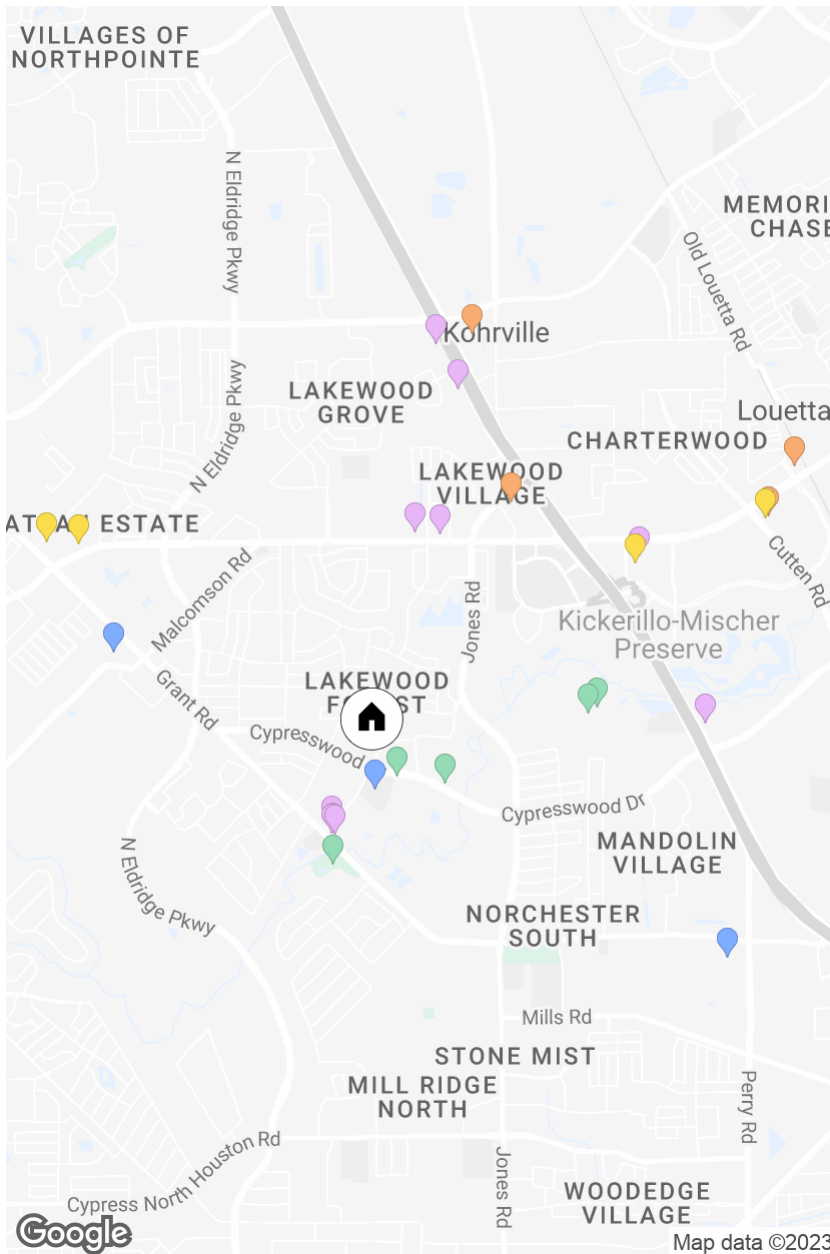 VILLAGES OF
NORTHPOINTE
N Eldridge Pkwy
MEMORI
CHASE
Old Louetta Rd
Kohrville
N Eldridge Pkwy
LAKEWOOD
GROVE
Louetta
CHARTERWOOD
LAKEWOOD
VILLAGE
ESTATE
Cutten Rd
Malcomson Rd
Jones Rd
Kickerillo-Mischer
Preserve
Grant Rd
LAKEWOOD
Cypresswood
Cypresswood Dr
N Eldridge Pkwy
MANDOLIN
VILLAGE
NORCHESTER
SOUTH
Mills Rd
STONE MIST
MILL RIDGE
NORTH
Perry Rd
Cypress North Houston Rd
Jones Rd
WOODEDGE
VILLAGE
Google
Map data ©2023